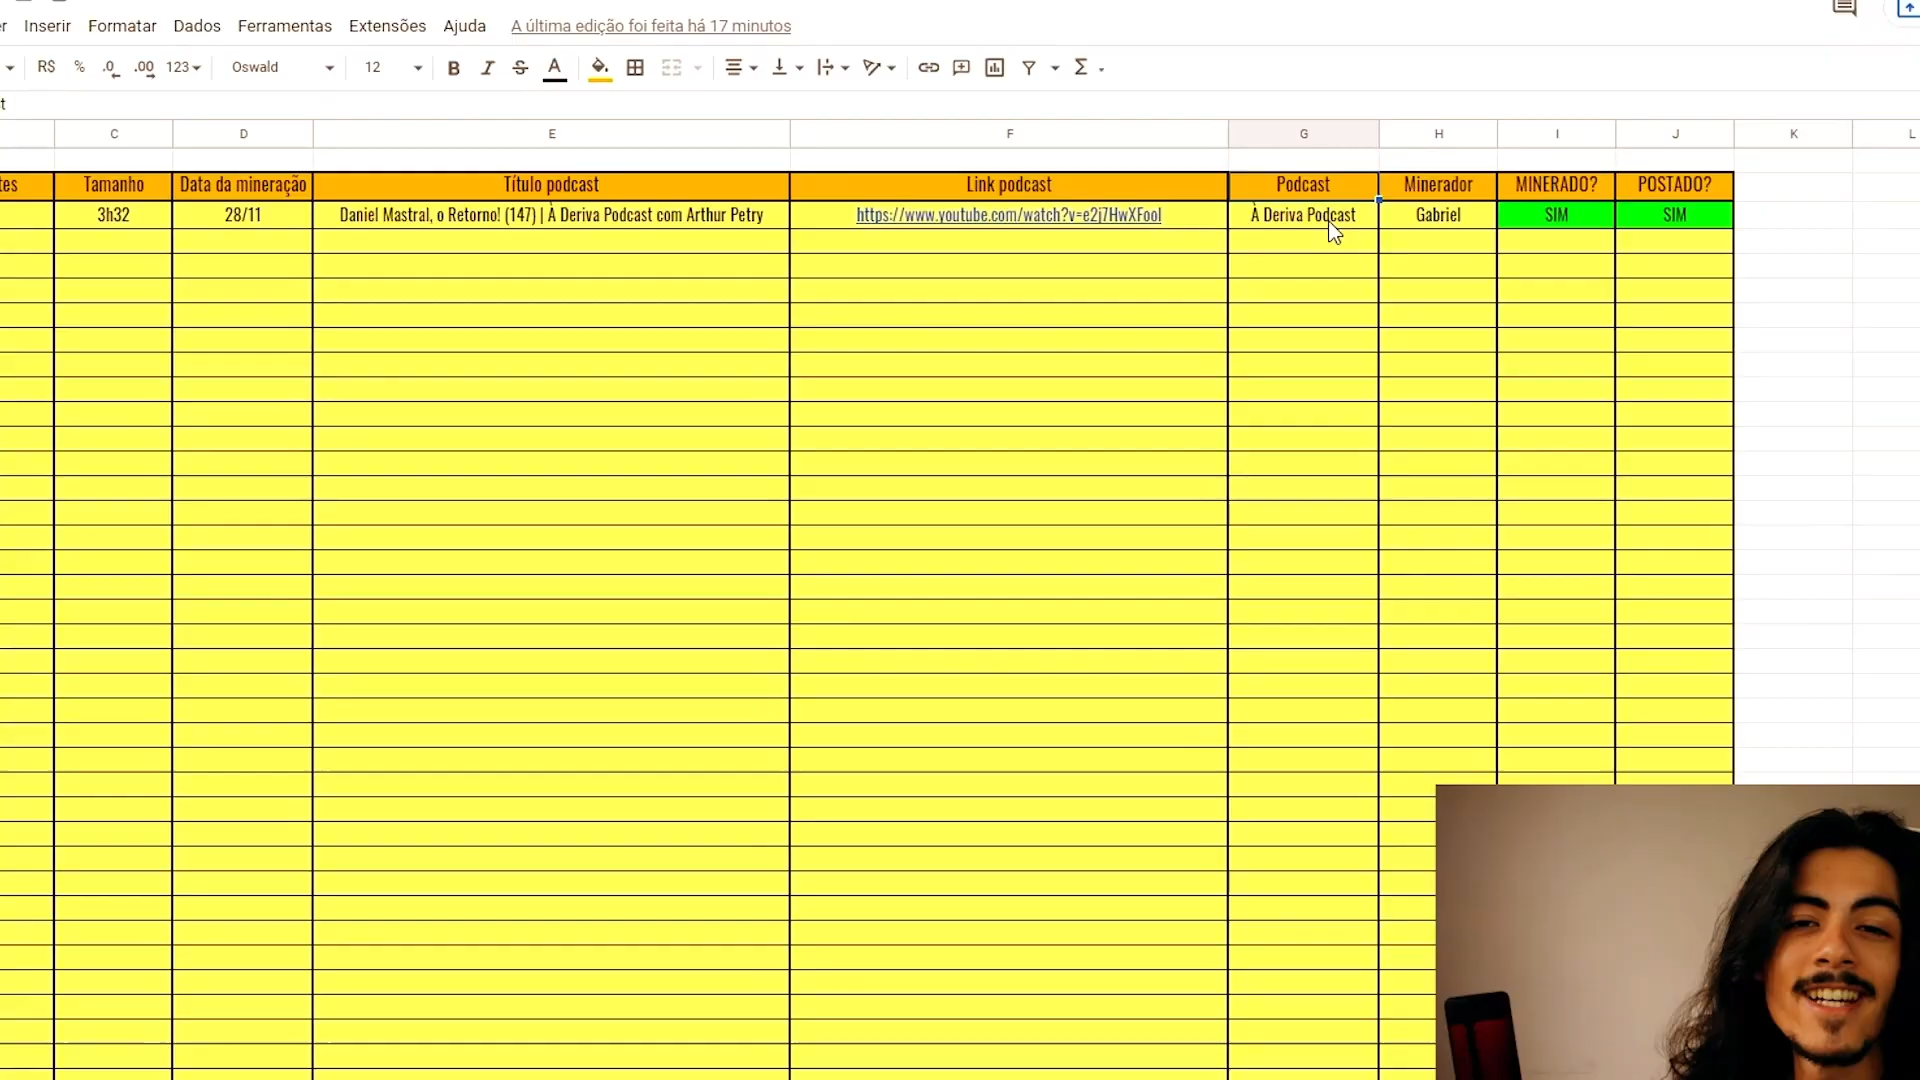 Inserir Formatar Dados Ferramentas Extensões Ajuda A última edição foi feita há 17 minutos
R$ % .0 .00 123 Oswald 12 B I S A Σ
t
C D E F G H I J K L
tes Tamanho Data da mineração Título podcast Link podcast Podcast Minerador MINERADO? POSTADO?
3h32 28/11 Daniel Mastral, o Retorno! (147) | À Deriva Podcast com Arthur Petry https://www.youtube.com/watch?v=e2j7HwXFooI À Deriva Podcast Gabriel SIM SIM